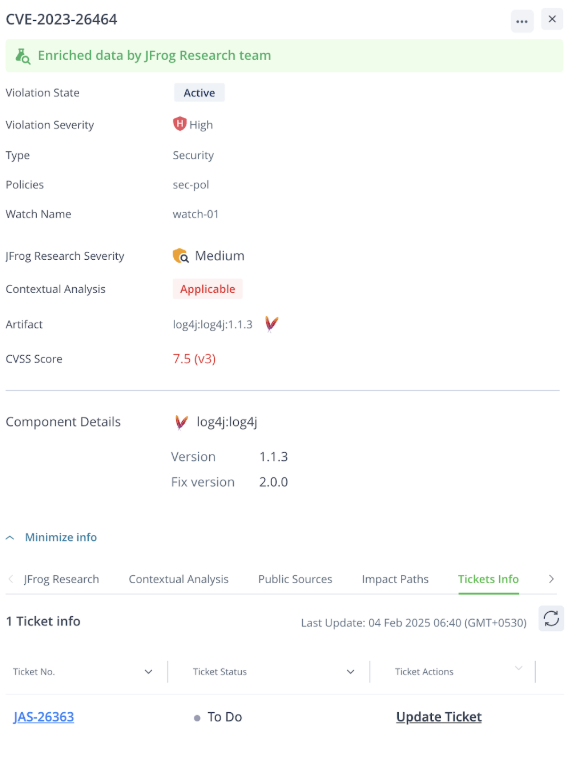 CVE-2023-26464
Enriched data by JFrog Research team
Violation State Active
Violation Severity H High
Type Security
Policies sec-pol
Watch Name watch-01
JFrog Research Severity Medium
Contextual Analysis Applicable
Artifact log4j:log4j:1.1.3
CVSS Score 7.5 (v3)
Component Details log4j:log4j
Version 1.1.3
Fix version 2.0.0
Minimize info
JFrog Research Contextual Analysis Public Sources Impact Paths Tickets Info
1 Ticket info Last Update: 04 Feb 2025 06:40 (GMT+0530)
Ticket No. Ticket Status Ticket Actions
JAS-26363 To Do Update Ticket